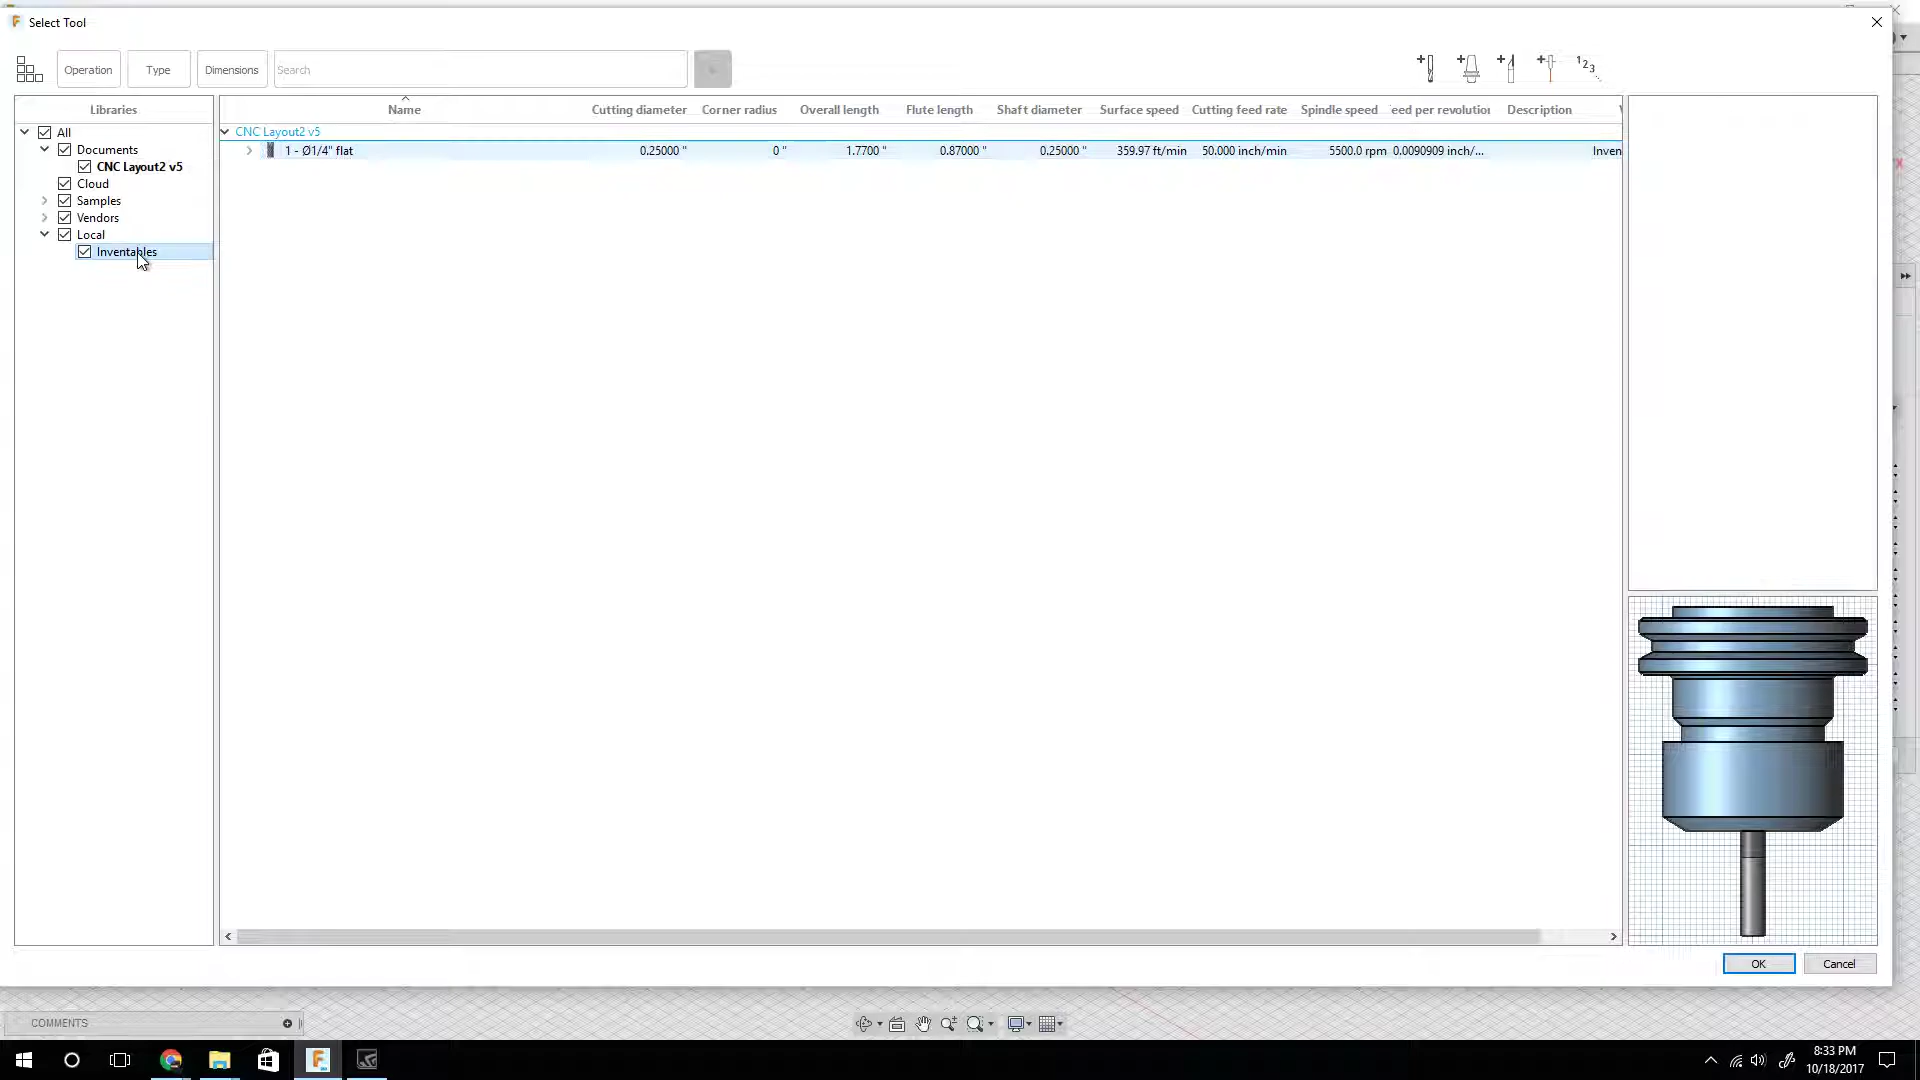 Select Tool
Operation
Type
Dimensions
Search
1 2 3
Libraries
Name
Cutting diameter
Corner radius
Overall length
Flute length
Shaft diameter
Surface speed
Cutting feed rate
Spindle speed
eed per revolution
Description
All
Documents
CNC Layout2 v5
Cloud
Samples
Vendors
Local
Inventables
CNC Layout2 v5
1 - Ø1/4" flat
0.25000 "
0 "
1.7700 "
0.87000 "
0.25000 "
359.97 ft/min
50.000 inch/min
5500.0 rpm
0.0090909 inch/...
Inven
OK
Cancel
COMMENTS
8:33 PM
10/18/2017